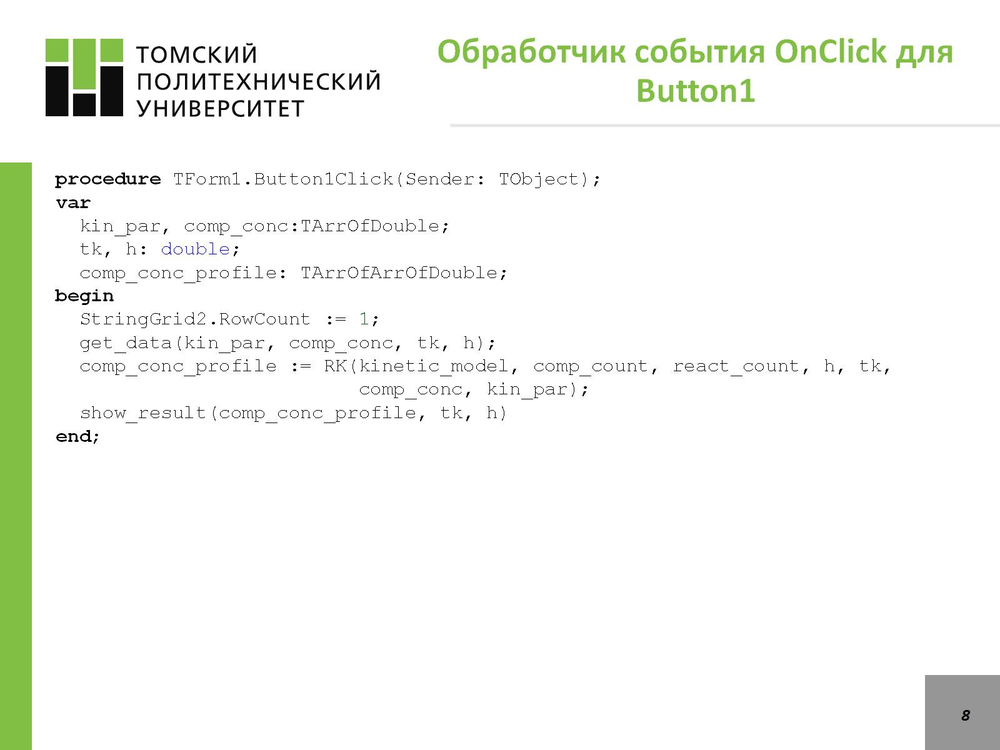 ТОМСКИЙ
ПОЛИТЕХНИЧЕСКИЙ
УНИВЕРСИТЕТ
Обработчик события OnClick для
Button1
procedure TForm1.Button1Click(Sender: TObject);
var
  kin_par, comp_conc:TArrOfDouble;
  tk, h: double;
  comp_conc_profile: TArrOfArrOfDouble;
begin
  StringGrid2.RowCount := 1;
  get_data(kin_par, comp_conc, tk, h);
  comp_conc_profile := RK(kinetic_model, comp_count, react_count, h, tk,
                          comp_conc, kin_par);
  show_result(comp_conc_profile, tk, h)
end;
8